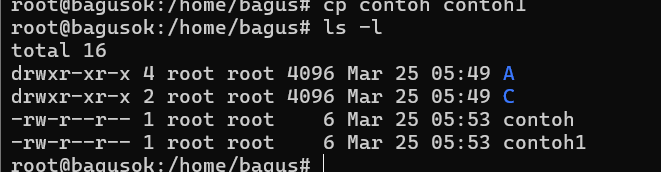 root@bagusok:/home/bagus# cp contoh contoh1
root@bagusok:/home/bagus# ls -l
total 16
drwxr-xr-x 4 root root 4096 Mar 25 05:49 A
drwxr-xr-x 2 root root 4096 Mar 25 05:49 C
-rw-r--r-- 1 root root    6 Mar 25 05:53 contoh
-rw-r--r-- 1 root root    6 Mar 25 05:53 contoh1
root@bagusok:/home/bagus#